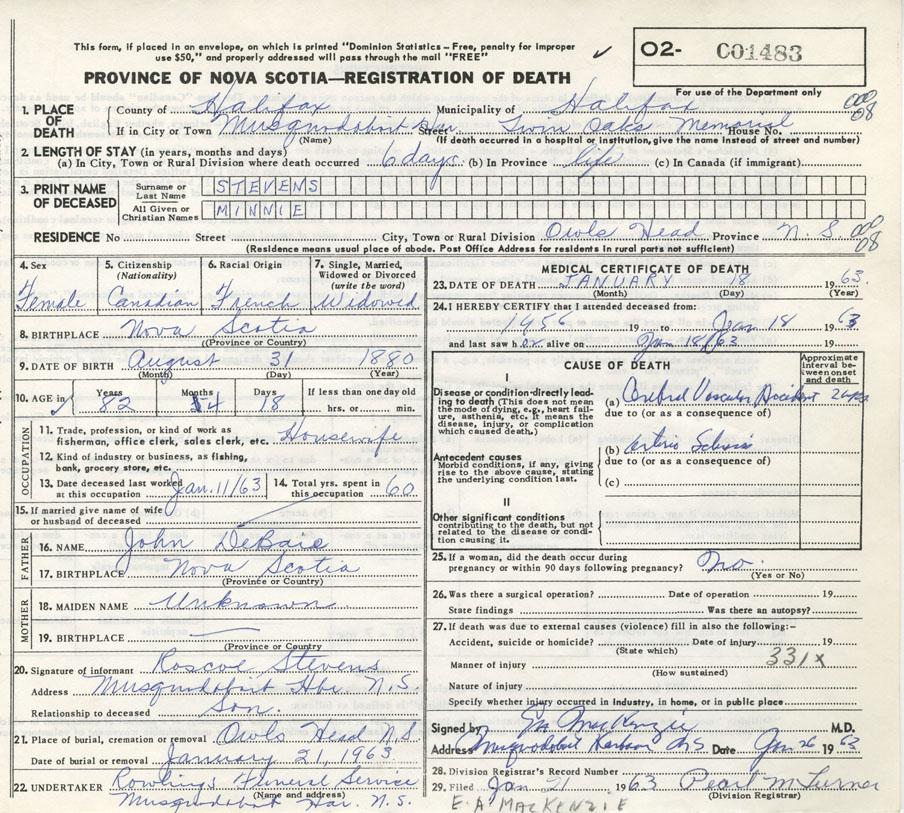 This form, if placed in an envelope, on which is printed "Dominion Statistics – Free, penalty for improper
use $50," and properly addressed will pass through the mail "FREE"
✓
O2- C01483
For use of the Department only
PROVINCE OF NOVA SCOTIA—REGISTRATION OF DEATH
1. PLACE OF DEATH
County of Halifax Municipality of Halifax
If in City or Town Musquodoboit Hbr. Street Twin Oaks Memorial House No.
(Name) (If death occurred in a hospital or institution, give the name instead of street and number)
2. LENGTH OF STAY (in years, months and days)
(a) In City, Town or Rural Division where death occurred 6 days (b) In Province life (c) In Canada (if immigrant)
3. PRINT NAME OF DECEASED
Surname or Last Name STEVENS
All Given or Christian Names MINNIE
RESIDENCE No Street City, Town or Rural Division Owls Head Province N. S.
(Residence means usual place of abode. Post Office Address for residents in rural parts not sufficient)
4. Sex Female
5. Citizenship (Nationality) Canadian
6. Racial Origin French
7. Single, Married, Widowed or Divorced (write the word) Widowed
8. BIRTHPLACE Nova Scotia
(Province or Country)
9. DATE OF BIRTH August 31 1880
(Month) (Day) (Year)
10. AGE in Years 82 Months 4 Days 18 If less than one day old hrs. or min.
OCCUPATION
11. Trade, profession, or kind of work as fisherman, office clerk, sales clerk, etc. Housewife
12. Kind of industry or business, as fishing, bank, grocery store, etc.
13. Date deceased last worked at this occupation Jan. 11/63
14. Total yrs. spent in this occupation 60
15. If married give name of wife or husband of deceased
FATHER
16. NAME John DeBaie
17. BIRTHPLACE Nova Scotia
(Province or Country)
MOTHER
18. MAIDEN NAME Unknown
19. BIRTHPLACE
(Province or Country)
20. Signature of informant Roscoe Stevens
Address Musquodoboit Hbr. N.S.
Relationship to deceased Son.
21. Place of burial, cremation or removal Owls Head N.S
Date of burial or removal January 21, 1963
22. UNDERTAKER Rowlings Funeral Service
(Name and address)
Musquodoboit Har. N.S.
MEDICAL CERTIFICATE OF DEATH
23. DATE OF DEATH JANUARY 18 1963
(Month) (Day) (Year)
24. I HEREBY CERTIFY that I attended deceased from:
1956 19 to Jan 18 1963
and last saw her alive on Jan 18/63 19
CAUSE OF DEATH
Approximate interval between onset and death
I
Disease or condition directly leading to death (This does not mean the mode of dying, e.g., heart failure, asthenia, etc. It means the disease, injury, or complication which caused death.)
(a) Cerebral Vascular Accident
due to (or as a consequence of)
Antecedent causes
Morbid conditions, if any, giving rise to the above cause, stating the underlying condition last.
(b)
due to (or as a consequence of)
(c)
II
Other significant conditions contributing to the death, but not related to the disease or condition causing it.
25. If a woman, did the death occur during pregnancy or within 90 days following pregnancy? no.
(Yes or No)
26. Was there a surgical operation? Date of operation 19
State findings Was there an autopsy?
27. If death was due to external causes (violence) fill in also the following:–
Accident, suicide or homicide? Date of injury 19
(State which) 331x
Manner of injury
(How sustained)
Nature of injury
Specify whether injury occurred in industry, in home, or in public place
Signed by MacKenzie M.D.
Address Musquodoboit Harbour NS Date Jan 1963
28. Division Registrar's Record Number
29. Filed Jan 21 1963 Pearl M Turner
(Division Registrar)
E. A MACKENZIE